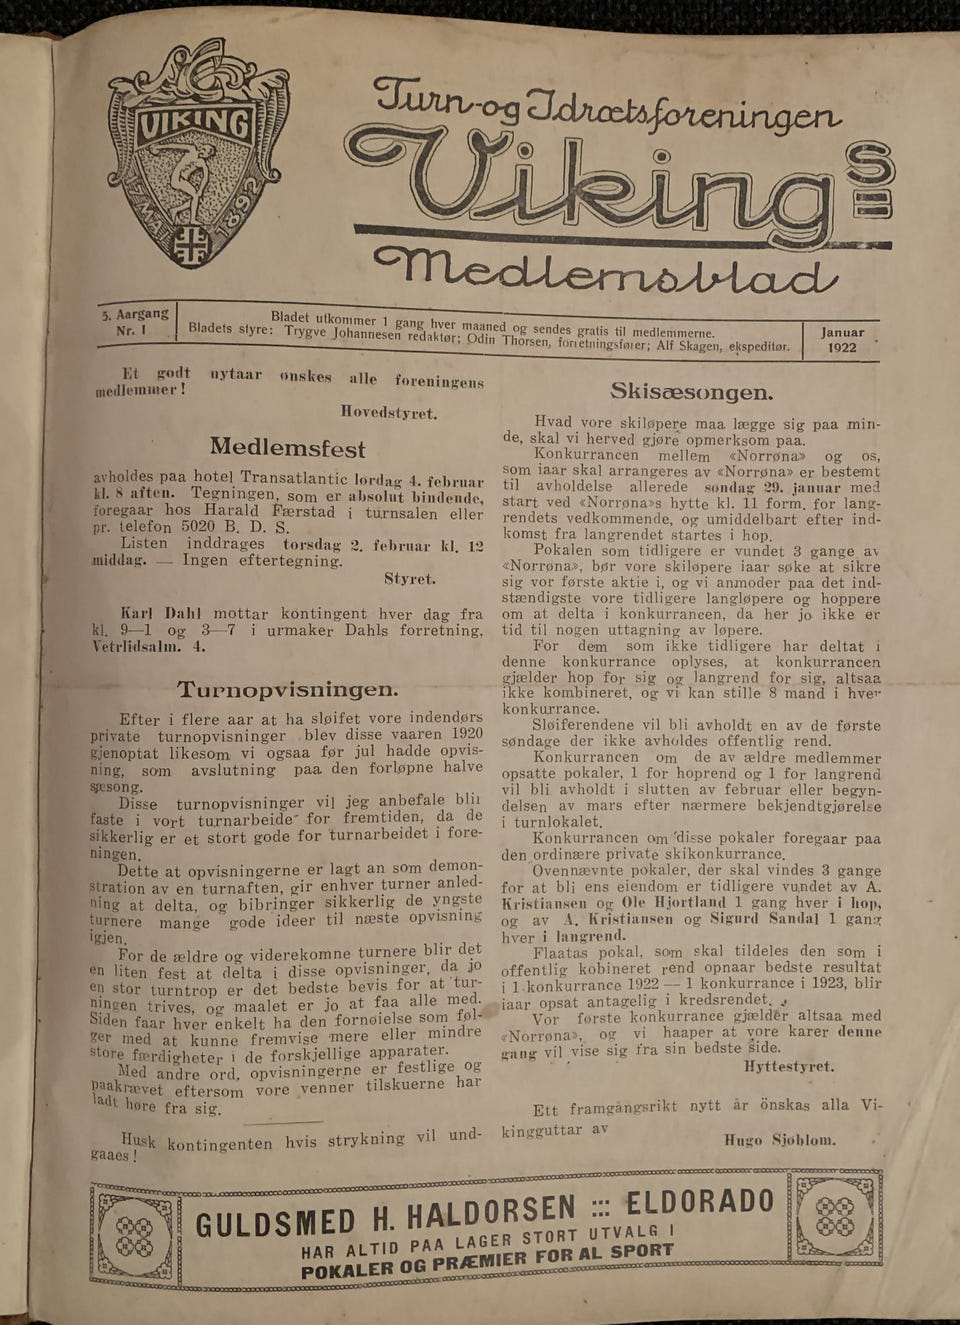 VIKING
FMA 1892
Turn-og Idrætsforeningen
Vikings
Medlemsblad
5. Aargang
Nr. 1
Bladet utkommer 1 gang hver maaned og sendes gratis til medlemmerne.
Bladets styre: Trygve Johannesen redaktør; Odin Thorsen, forretningsfører; Alf Skagen, ekspeditør.
Januar
1922
Et godt nytaar ønskes alle foreningens
medlemmer!
Hovedstyret.
Medlemsfest
avholdes paa hotel Transatlantic lørdag 4. februar
kl. 8 aften. Tegningen, som er absolut bindende,
foregaar hos Harald Færstad i turnsalen eller
pr. telefon 5020 B. D. S.
Listen inddrages torsdag 2. februar kl. 12
middag. — Ingen eftertegning.
Styret.
Karl Dahl mottar kontingent hver dag fra
kl. 9—1 og 3—7 i urmaker Dahls forretning,
Vetrlidsalm. 4.
Turnopvisningen.
Efter i flere aar at ha sløifet vore indendørs
private turnopvisninger blev disse vaaren 1920
gjenoptat likesom vi ogsaa før jul hadde opvis-
ning, som avslutning paa den forløpne halve
sæsong.
Disse turnopvisninger vil jeg anbefale blir
faste i vort turnarbeide for fremtiden, da de
sikkerlig er et stort gode for turnarbeidet i fore-
ningen.
Dette at opvisningerne er lagt an som demon-
stration av en turnaften, gir enhver turner anled-
ning at delta, og bibringer sikkerlig de yngste
turnere mange gode ideer til næste opvisning
igjen.
For de ældre og viderekomne turnere blir det
en liten fest at delta i disse opvisninger, da jo
en stor turntrop er det bedste bevis for at tur-
ningen trives, og maalet er jo at faa alle med.
Siden faar hver enkelt ha den fornøielse som føl-
ger med at kunne fremvise mere eller mindre
store færdigheter i de forskjellige apparater.
Med andre ord, opvisningerne er festlige og
paakrævet eftersom vore venner tilskuerne har
ladt høre fra sig.
Husk kontingenten hvis strykning vil und-
gaaes!
Skisæsongen.
Hvad vore skiløpere maa lægge sig paa min-
de, skal vi herved gjøre opmerksom paa.
Konkurrancen mellem «Norrøna» og os,
som iaar skal arrangeres av «Norrøna» er bestemt
til avholdelse allerede søndag 29. januar med
start ved «Norrøna»s hytte kl. 11 form. for lang-
rendets vedkommende, og umiddelbart efter ind-
komst fra langrendet startes i hop.
Pokalen som tidligere er vundet 3 gange av
«Norrøna», bør vore skiløpere iaar søke at sikre
sig vor første aktie i, og vi anmoder paa det ind-
stændigste vore tidligere langløpere og hoppere
om at delta i konkurrancen, da her jo ikke er
tid til nogen uttagning av løpere.
For dem som ikke tidligere har deltat i
denne konkurrance oplyses, at konkurrancen
gjælder hop for sig og langrend for sig, altsaa
ikke kombineret, og vi kan stille 8 mand i hver
konkurrance.
Sløiferendene vil bli avholdt en av de første
søndage der ikke avholdes offentlig rend.
Konkurrancen om de av ældre medlemmer
opsatte pokaler, 1 for hoprend og 1 for langrend
vil bli avholdt i slutten av februar eller begyn-
delsen av mars efter nærmere bekjendtgjørelse
i turnlokalet.
Konkurrancen om disse pokaler foregaar paa
den ordinære private skikonkurrance.
Ovennævnte pokaler, der skal vindes 3 gange
for at bli ens eiendom er tidligere vundet av A.
Kristiansen og Ole Hjortland 1 gang hver i hop,
og av A. Kristiansen og Sigurd Sandal 1 gang
hver i langrend.
Flaatas pokal, som skal tildeles den som i
offentlig kobineret rend opnaar bedste resultat
i 1 konkurrance 1922 — 1 konkurrance i 1923, blir
iaar opsat antagelig i kredsrendet.
Vor første konkurrance gjælder altsaa med
«Norrøna», og vi haaper at vore karer denne
gang vil vise sig fra sin bedste side.
Hyttestyret.
Ett framgångsrikt nytt år önskas alla Vi-
kingguttar av
Hugo Sjöblom.
GULDSMED H. HALDORSEN ::: ELDORADO
HAR ALTID PAA LAGER STORT UTVALG I
POKALER OG PRÆMIER FOR AL SPORT